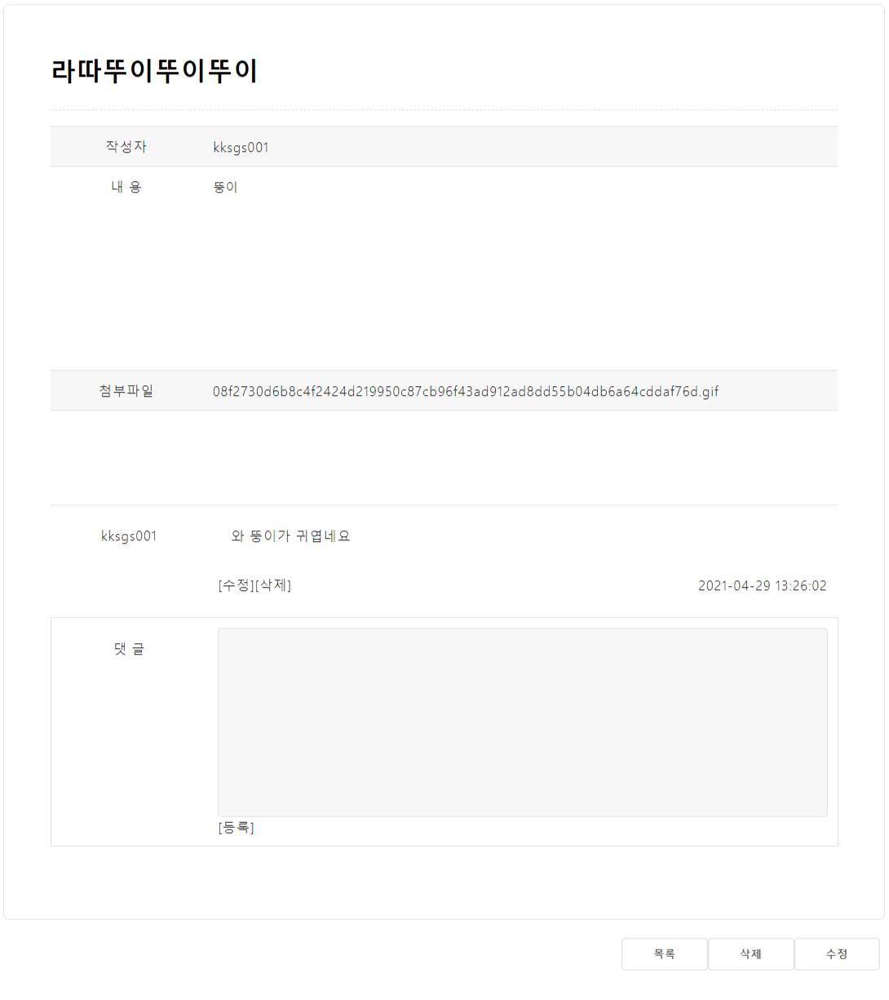 라따뚜이뚜이뚜이
작성자 kksgs001
내 용 뚱이
첨부파일 08f2730d6b8c4f2424d219950c87cb96f43ad912ad8dd55b04db6a64cddaf76d.gif
kksgs001 와 뚱이가 귀엽네요
[수정][삭제] 2021-04-29 13:26:02
댓 글
[등록]
목록 삭제 수정